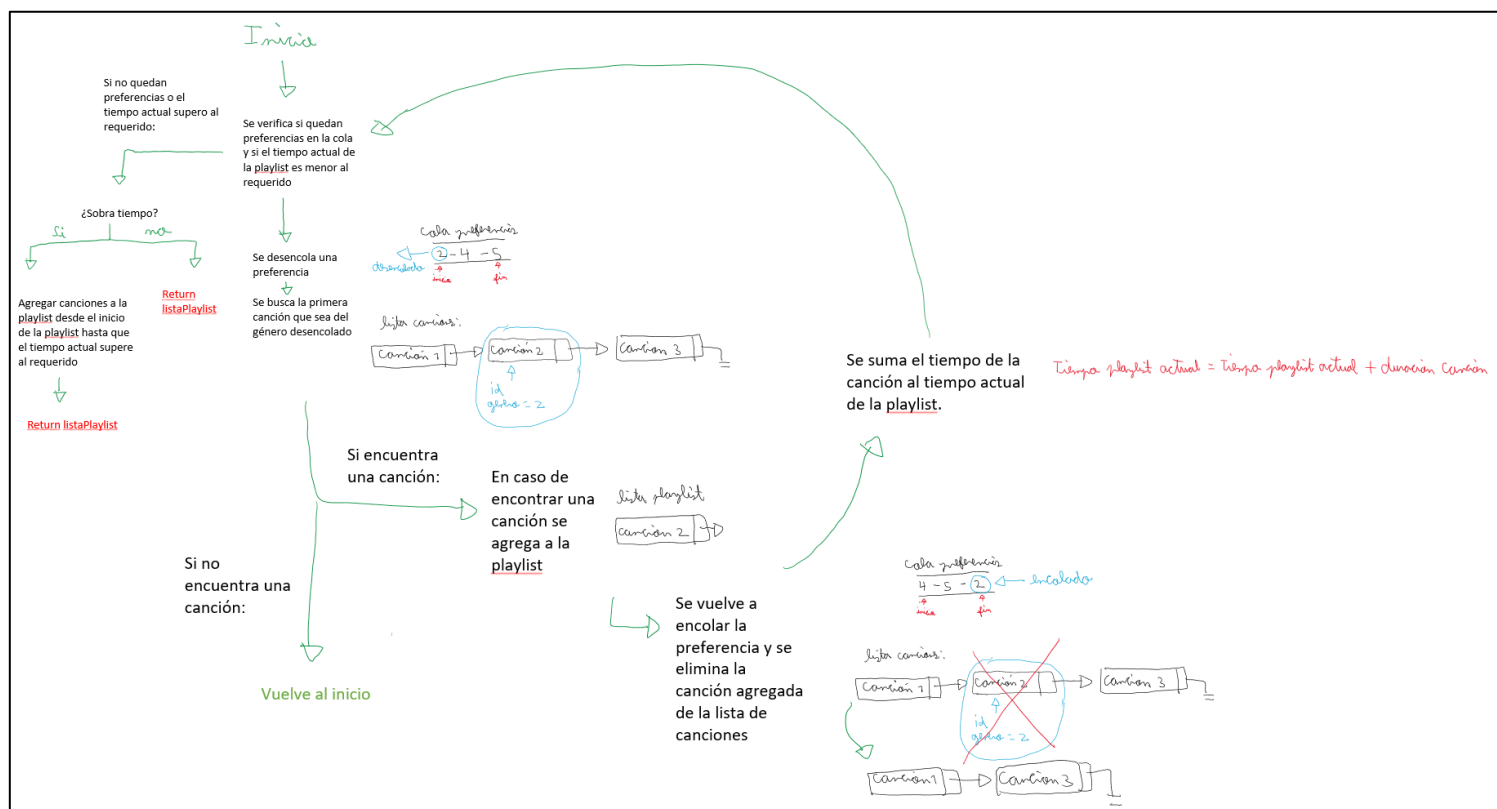 Inicio
Si no quedan
preferencias o el
tiempo actual supero al
requerido:
Se verifica si quedan
preferencias en la cola
y si el tiempo actual de
la playlist es menor al
requerido
¿Sobra tiempo?
Si
no
Agregar canciones a la
playlist desde el inicio
de la playlist hasta que
el tiempo actual supere
al requerido
Return listaPlaylist
Return
listaPlaylist
Se desencola una
preferencia
Se busca la primera
canción que sea del
género desencolado
Cola preferencias
desencolado
2 - 4 - 5
inicio
fin
lista canciones:
Canción 1
Canción 2
Canción 3
id
genero = 2
Si encuentra
una canción:
Si no
encuentra una
canción:
Vuelve al inicio
En caso de
encontrar una
canción se
agrega a la
playlist
lista playlist
Canción 2
Se vuelve a
encolar la
preferencia y se
elimina la
canción agregada
de la lista de
canciones
Cola preferencias
4 - 5 - 2
encolado
inicio
fin
lista canciones:
Canción 1
Canción 2
Canción 3
id
genero = 2
Canción 1
Canción 3
Se suma el tiempo de la
canción al tiempo actual
de la playlist.
Tiempo playlist actual = Tiempo playlist actual + duración Canción